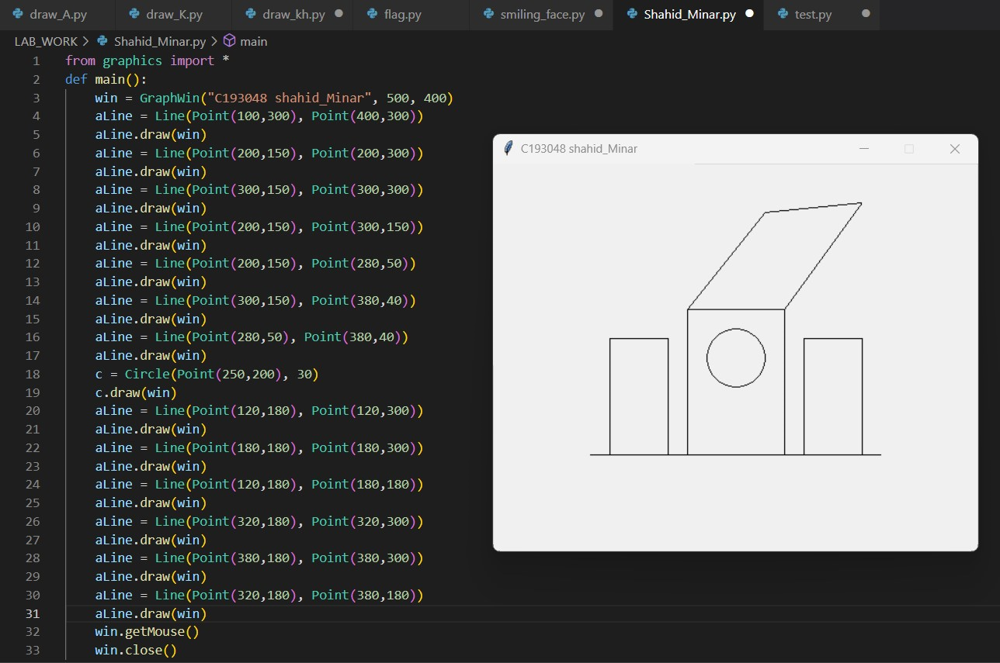 draw_A.py draw_K.py draw_kh.py flag.py smiling_face.py Shahid_Minar.py test.py
LAB_WORK > Shahid_Minar.py > main
1 from graphics import *
2 def main():
3 win = GraphWin("C193048 shahid_Minar", 500, 400)
4 aLine = Line(Point(100,300), Point(400,300))
5 aLine.draw(win)
6 aLine = Line(Point(200,150), Point(200,300))
7 aLine.draw(win)
8 aLine = Line(Point(300,150), Point(300,300))
9 aLine.draw(win)
10 aLine = Line(Point(200,150), Point(300,150))
11 aLine.draw(win)
12 aLine = Line(Point(200,150), Point(280,50))
13 aLine.draw(win)
14 aLine = Line(Point(300,150), Point(380,40))
15 aLine.draw(win)
16 aLine = Line(Point(280,50), Point(380,40))
17 aLine.draw(win)
18 c = Circle(Point(250,200), 30)
19 c.draw(win)
20 aLine = Line(Point(120,180), Point(120,300))
21 aLine.draw(win)
22 aLine = Line(Point(180,180), Point(180,300))
23 aLine.draw(win)
24 aLine = Line(Point(120,180), Point(180,180))
25 aLine.draw(win)
26 aLine = Line(Point(320,180), Point(320,300))
27 aLine.draw(win)
28 aLine = Line(Point(380,180), Point(380,300))
29 aLine.draw(win)
30 aLine = Line(Point(320,180), Point(380,180))
31 aLine.draw(win)
32 win.getMouse()
33 win.close()
C193048 shahid_Minar